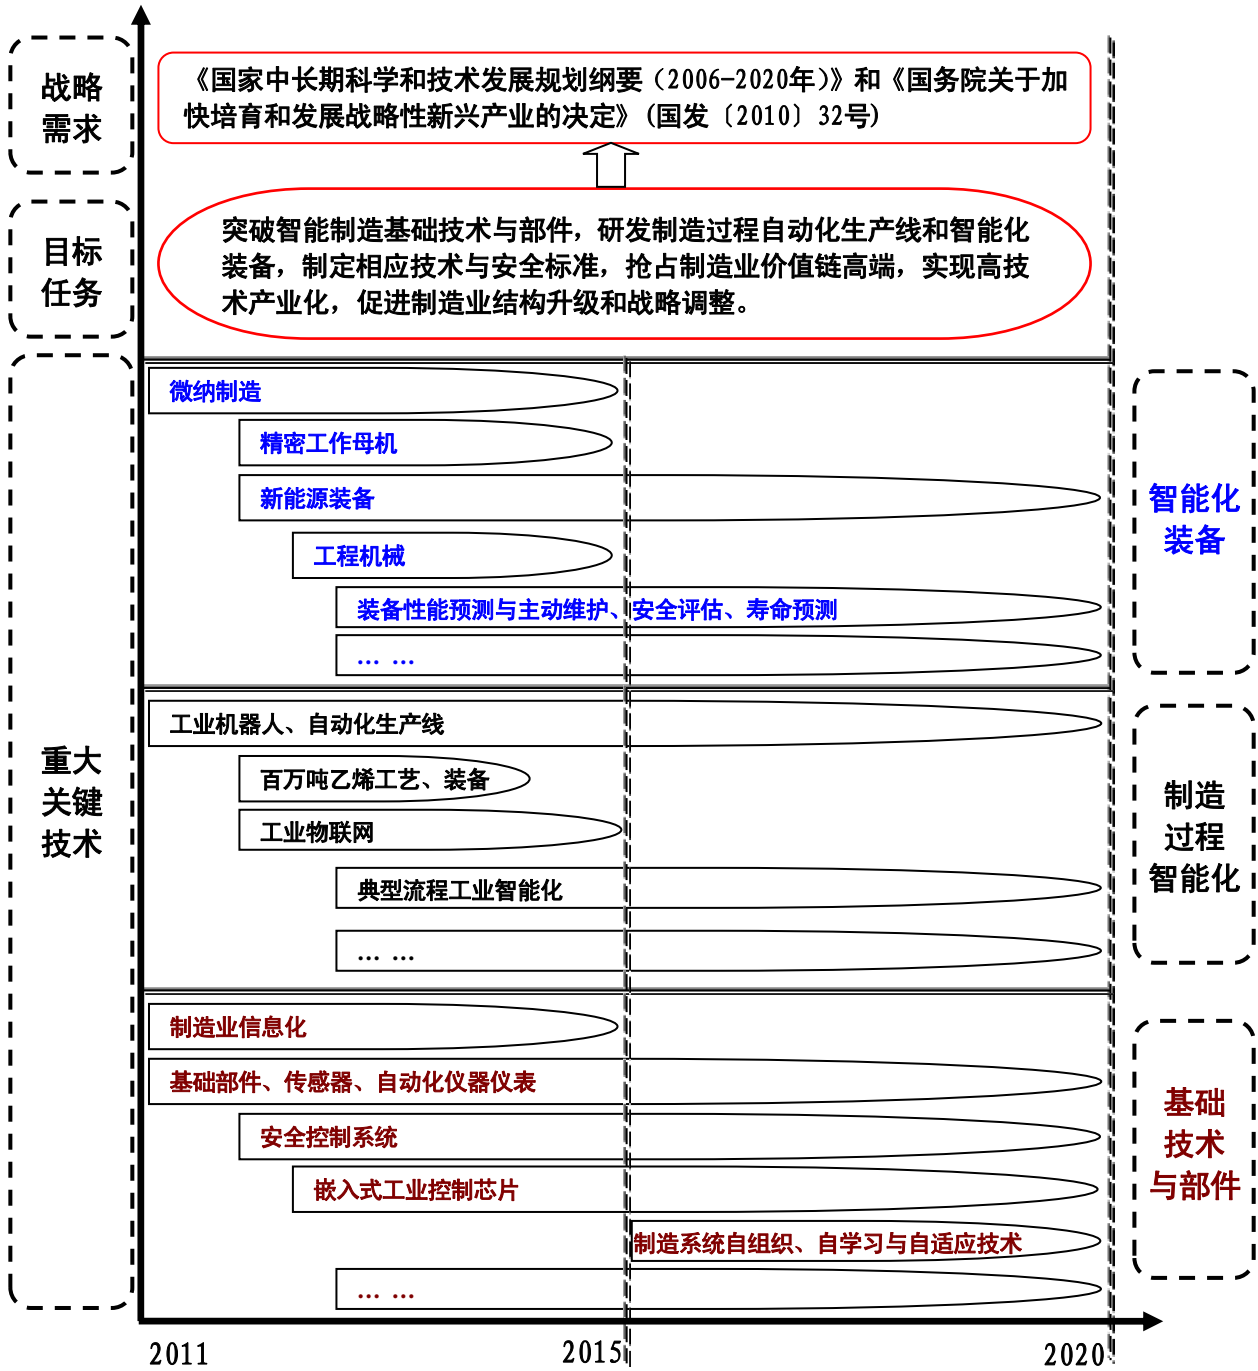 战略
需求
《国家中长期科学和技术发展规划纲要（2006-2020年）》和《国务院关于加
快培育和发展战略性新兴产业的决定》(国发〔2010〕32号)
目标
任务
突破智能制造基础技术与部件，研发制造过程自动化生产线和智能化
装备，制定相应技术与安全标准，抢占制造业价值链高端，实现高技
术产业化，促进制造业结构升级和战略调整。
重大
关键
技术
微纳制造
精密工作母机
新能源装备
工程机械
装备性能预测与主动维护、安全评估、寿命预测
… …
智能化
装备
工业机器人、自动化生产线
百万吨乙烯工艺、装备
工业物联网
典型流程工业智能化
… …
制造
过程
智能化
制造业信息化
基础部件、传感器、自动化仪器仪表
安全控制系统
嵌入式工业控制芯片
制造系统自组织、自学习与自适应技术
… …
基础
技术
与部件
2011
2015
2020